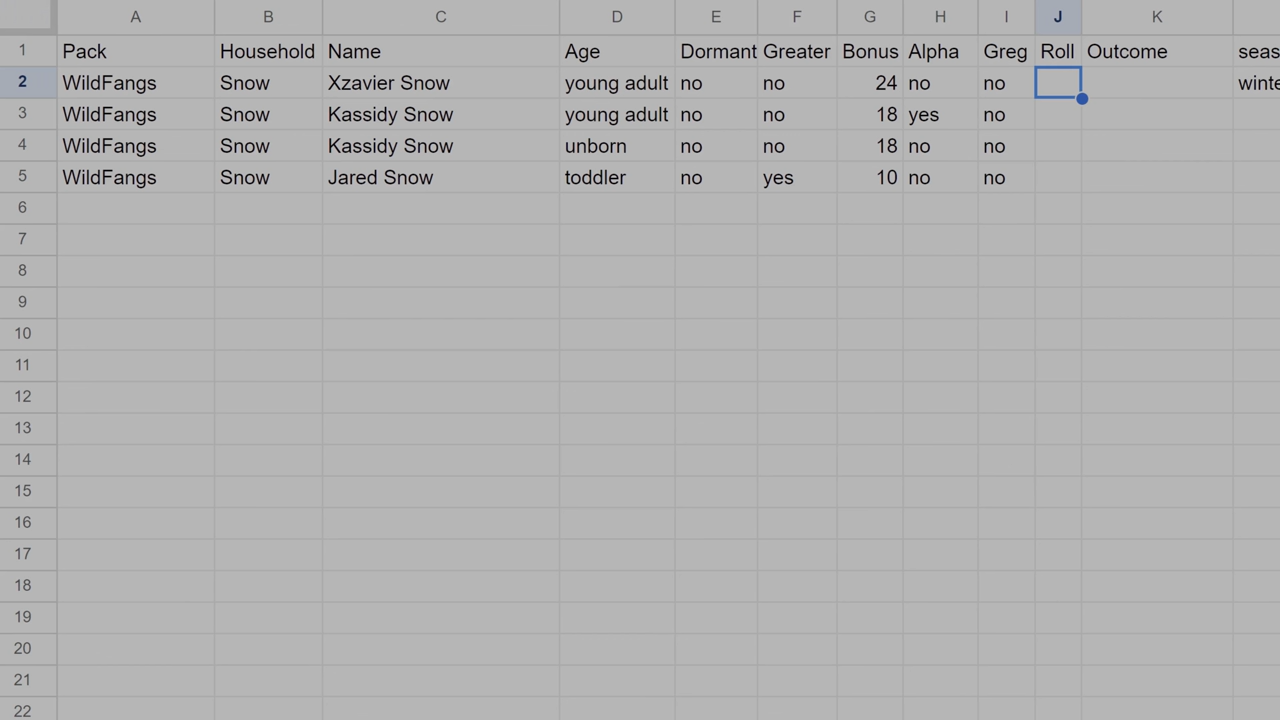 A B C D E F G H I J K
1 Pack Household Name Age Dormant Greater Bonus Alpha Greg Roll Outcome seas
2 WildFangs Snow Xzavier Snow young adult no no 24 no no winte
3 WildFangs Snow Kassidy Snow young adult no no 18 yes no
4 WildFangs Snow Kassidy Snow unborn no no 18 no no
5 WildFangs Snow Jared Snow toddler no yes 10 no no
6
7
8
9
10
11
12
13
14
15
16
17
18
19
20
21
22